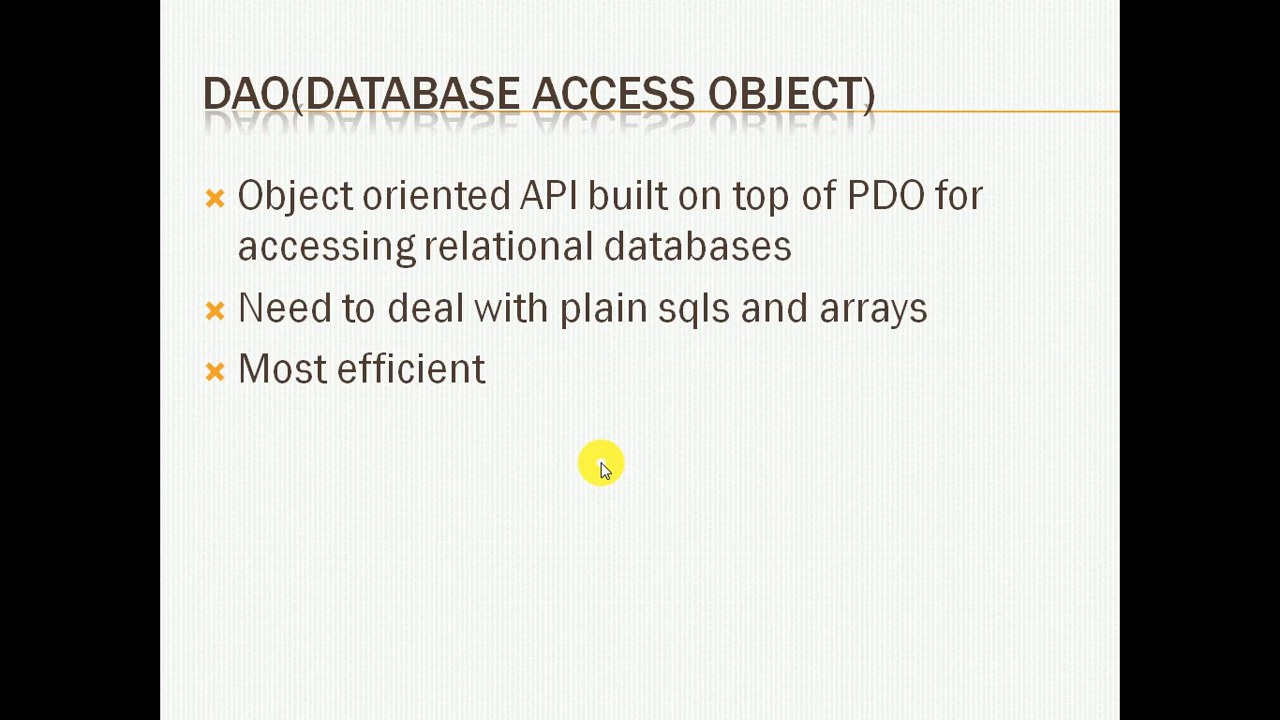 DAO(DATABASE ACCESS OBJECT)
Object oriented API built on top of PDO for
accessing relational databases
Need to deal with plain sqls and arrays
Most efficient